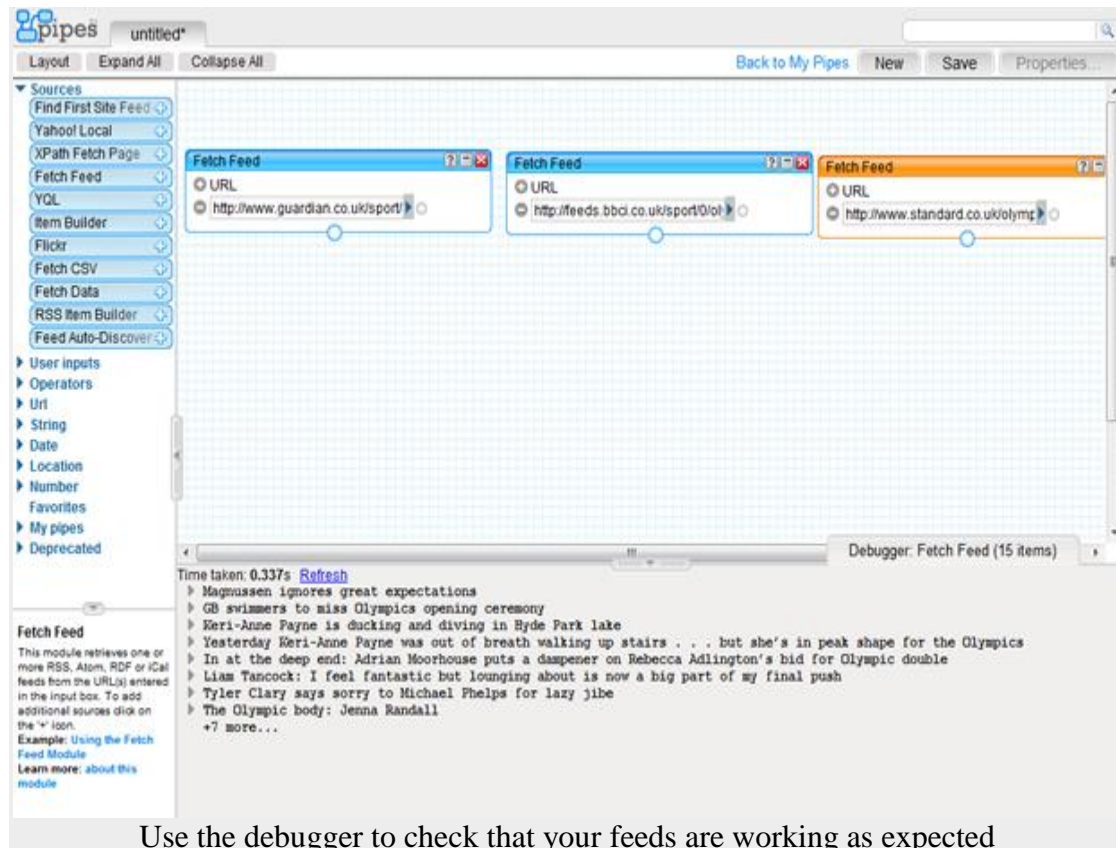 pipes
untitled*
Layout Expand All Collapse All Back to My Pipes New Save Properties...
Sources
Find First Site Feed
Yahoo! Local
XPath Fetch Page
Fetch Feed
YQL
Item Builder
Flickr
Fetch CSV
Fetch Data
RSS Item Builder
Feed Auto-Discover
User inputs
Operators
Url
String
Date
Location
Number
Favorites
My pipes
Deprecated
Fetch Feed
URL
http://www.guardian.co.uk/sport/
Fetch Feed
URL
http://feeds.bbci.co.uk/sport/0/ol
Fetch Feed
URL
http://www.standard.co.uk/olymp
Debugger: Fetch Feed (15 items)
Time taken: 0.337s Refresh
Magnussen ignores great expectations
GB swimmers to miss Olympics opening ceremony
Keri-Anne Payne is ducking and diving in Hyde Park lake
Yesterday Keri-Anne Payne was out of breath walking up stairs . . . but she's in peak shape for the Olympics
In at the deep end: Adrian Moorhouse puts a dampener on Rebecca Adlington's bid for Olympic double
Liam Tancock: I feel fantastic but lounging about is now a big part of my final push
Tyler Clary says sorry to Michael Phelps for lazy jibe
The Olympic body: Jenna Randall
+7 more...
Fetch Feed
This module retrieves one or
more RSS, Atom, RDF or iCal
feeds from the URL(s) entered
in the input box. To add
additional sources click on
the '+' icon.
Example: Using the Fetch
Feed Module
Learn more: about this
module
Use the debugger to check that your feeds are working as expected